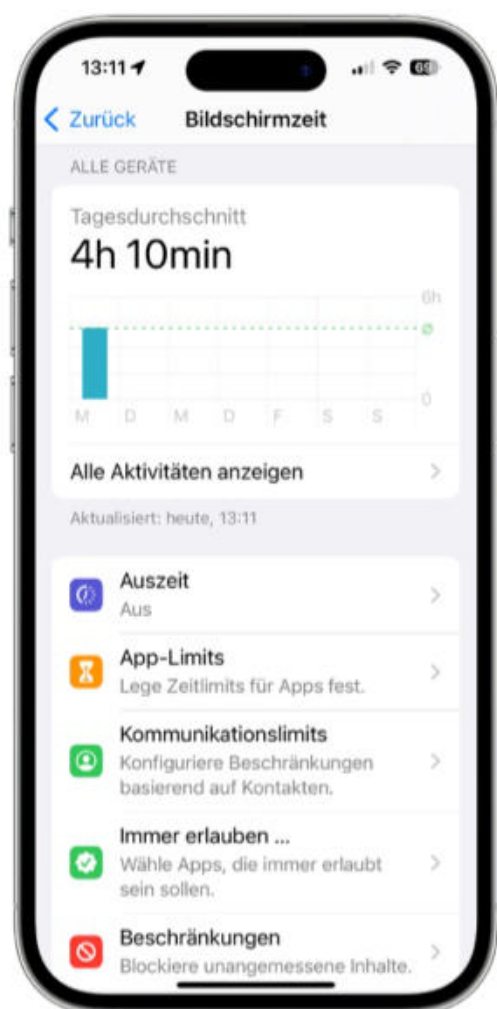 13:11
69
Zurück
Bildschirmzeit
ALLE GERÄTE
Tagesdurchschnitt
4h 10min
6h
0
M D M D F S S
Alle Aktivitäten anzeigen
Aktualisiert: heute, 13:11
Auszeit
Aus
App-Limits
Lege Zeitlimits für Apps fest.
Kommunikationslimits
Konfiguriere Beschränkungen
basierend auf Kontakten.
Immer erlauben ...
Wähle Apps, die immer erlaubt
sein sollen.
Beschränkungen
Blockiere unangemessene Inhalte.